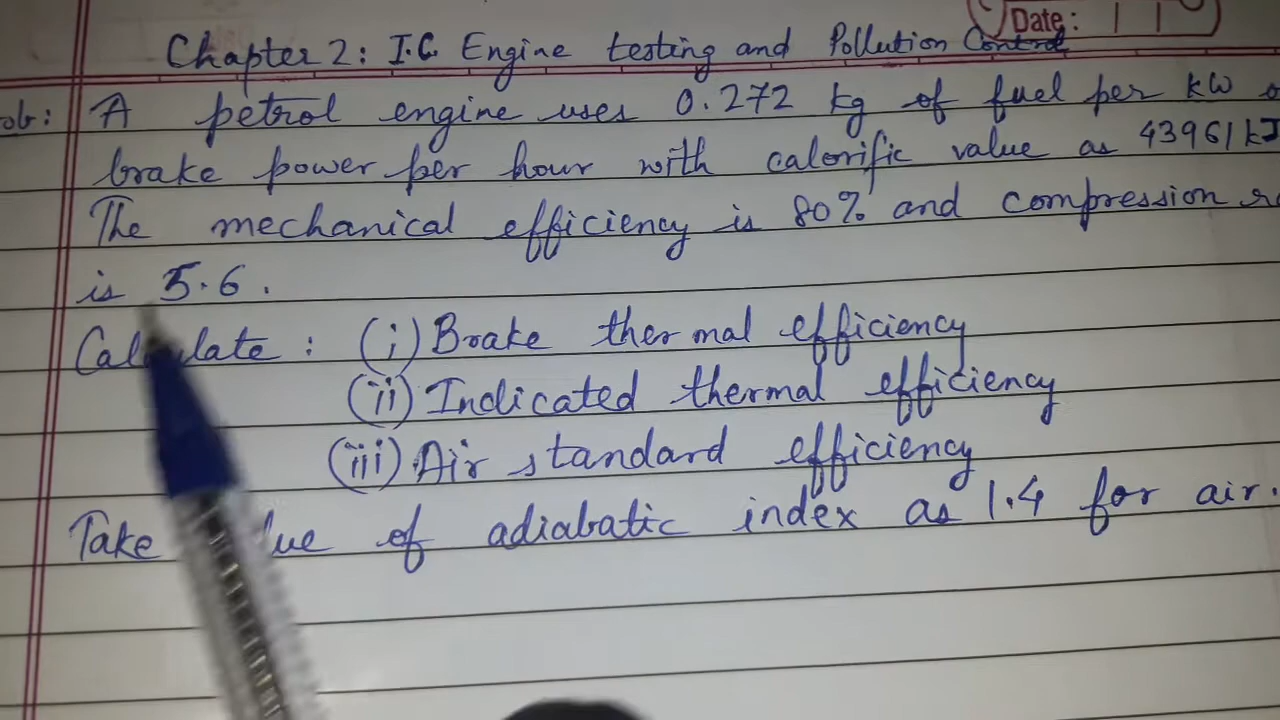 Date:
Chapter 2: I.C. Engine testing and Pollution Control
A petrol engine uses 0.272 kg of fuel per kW
brake power per hour with calorific value as 43961 kJ
The mechanical efficiency is 80% and compression
is 5.6.
Calculate: (i) Brake thermal efficiency
(ii) Indicated thermal efficiency
(iii) Air standard efficiency
Take of adiabatic index as 1.4 for air.